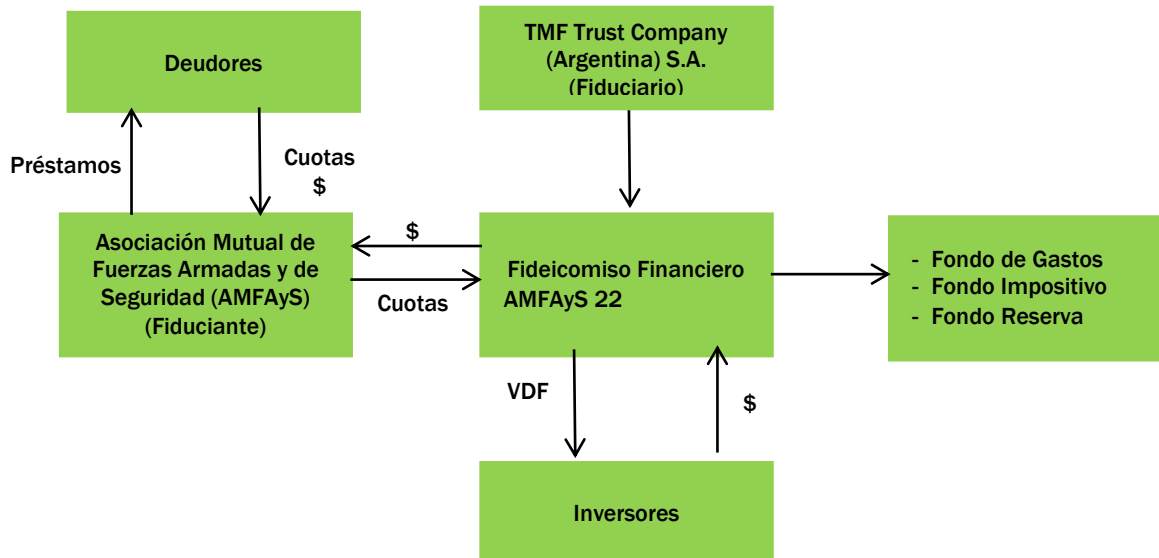 Deudores
TMF Trust Company
(Argentina) S.A.
(Fiduciario)
Préstamos
Cuotas
$
Asociación Mutual de
Fuerzas Armadas y de
Seguridad (AMFAyS)
(Fiduciante)
$
Cuotas
Fideicomiso Financiero
AMFAyS 22
- Fondo de Gastos
- Fondo Impositivo
- Fondo Reserva
VDF
$
Inversores